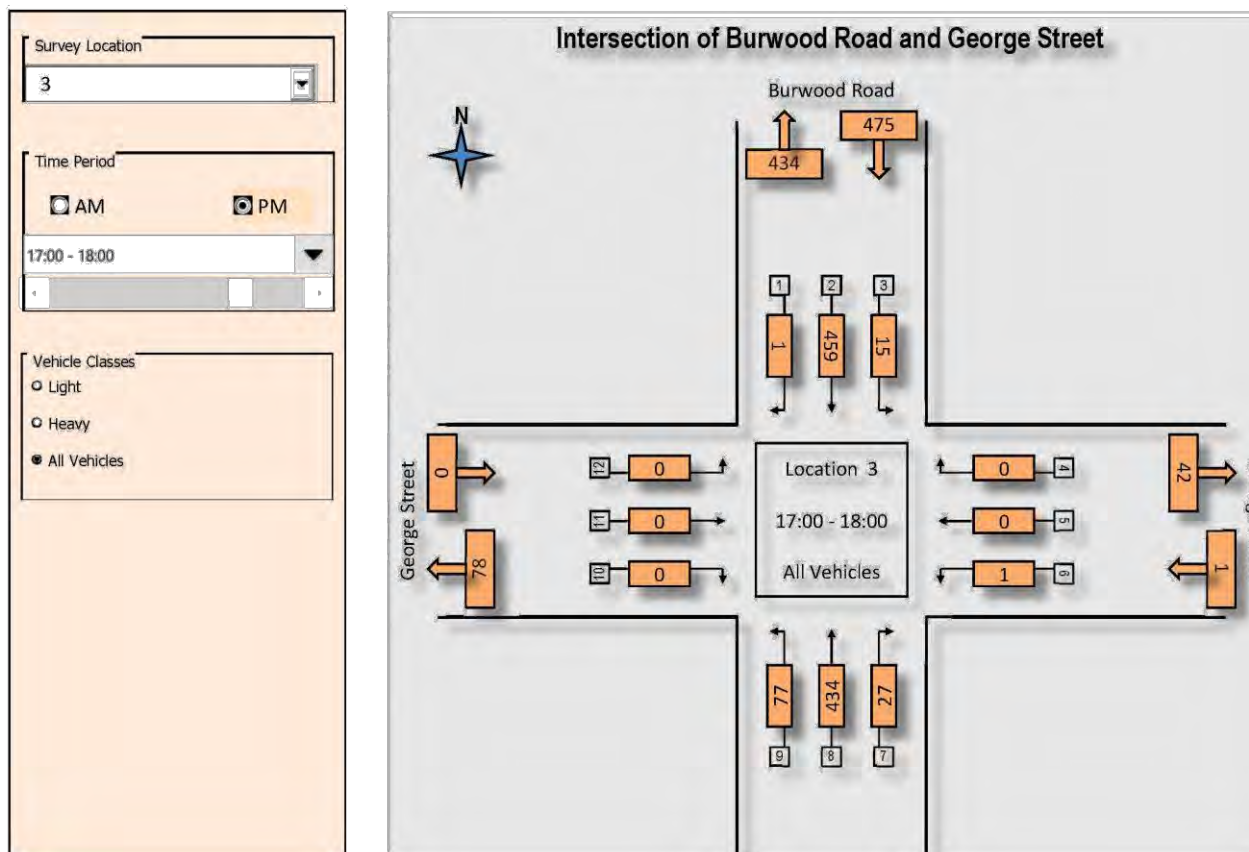 Survey Location
3
Time Period
AM
PM
17:00 - 18:00
Vehicle Classes
Light
Heavy
All Vehicles
Intersection of Burwood Road and George Street
Burwood Road
N
434
475
1
2
3
1
459
15
George Street
0
78
12
0
11
0
10
0
Location 3
17:00 - 18:00
All Vehicles
0
4
0
5
1
6
42
1
77
434
27
9
8
7